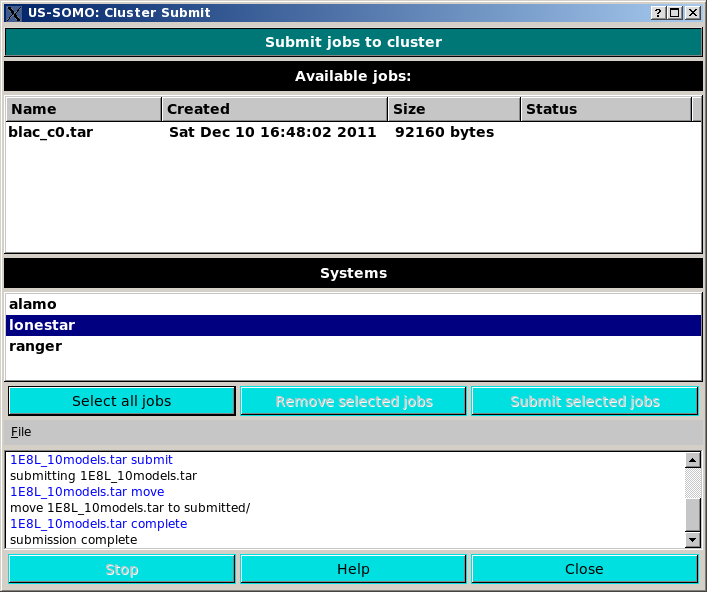 US-SOMO: Cluster Submit
Submit jobs to cluster
Available jobs:
Name Created Size Status
blac_c0.tar Sat Dec 10 16:48:02 2011 92160 bytes
Systems
alamo
lonestar
ranger
Select all jobs Remove selected jobs Submit selected jobs
File
1E8L_10models.tar submit
submitting 1E8L_10models.tar
1E8L_10models.tar move
move 1E8L_10models.tar to submitted/
1E8L_10models.tar complete
submission complete
Stop Help Close